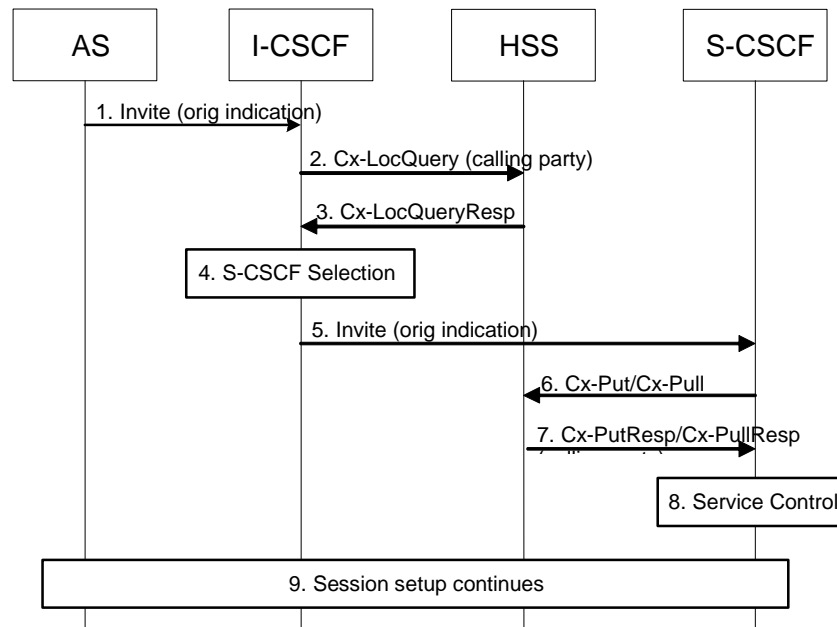 AS
I-CSCF
HSS
S-CSCF
1. Invite (orig indication)
2. Cx-LocQuery (calling party)
3. Cx-LocQueryResp
4. S-CSCF Selection
5. Invite (orig indication)
6. Cx-Put/Cx-Pull
7. Cx-PutResp/Cx-PullResp
8. Service Control
9. Session setup continues